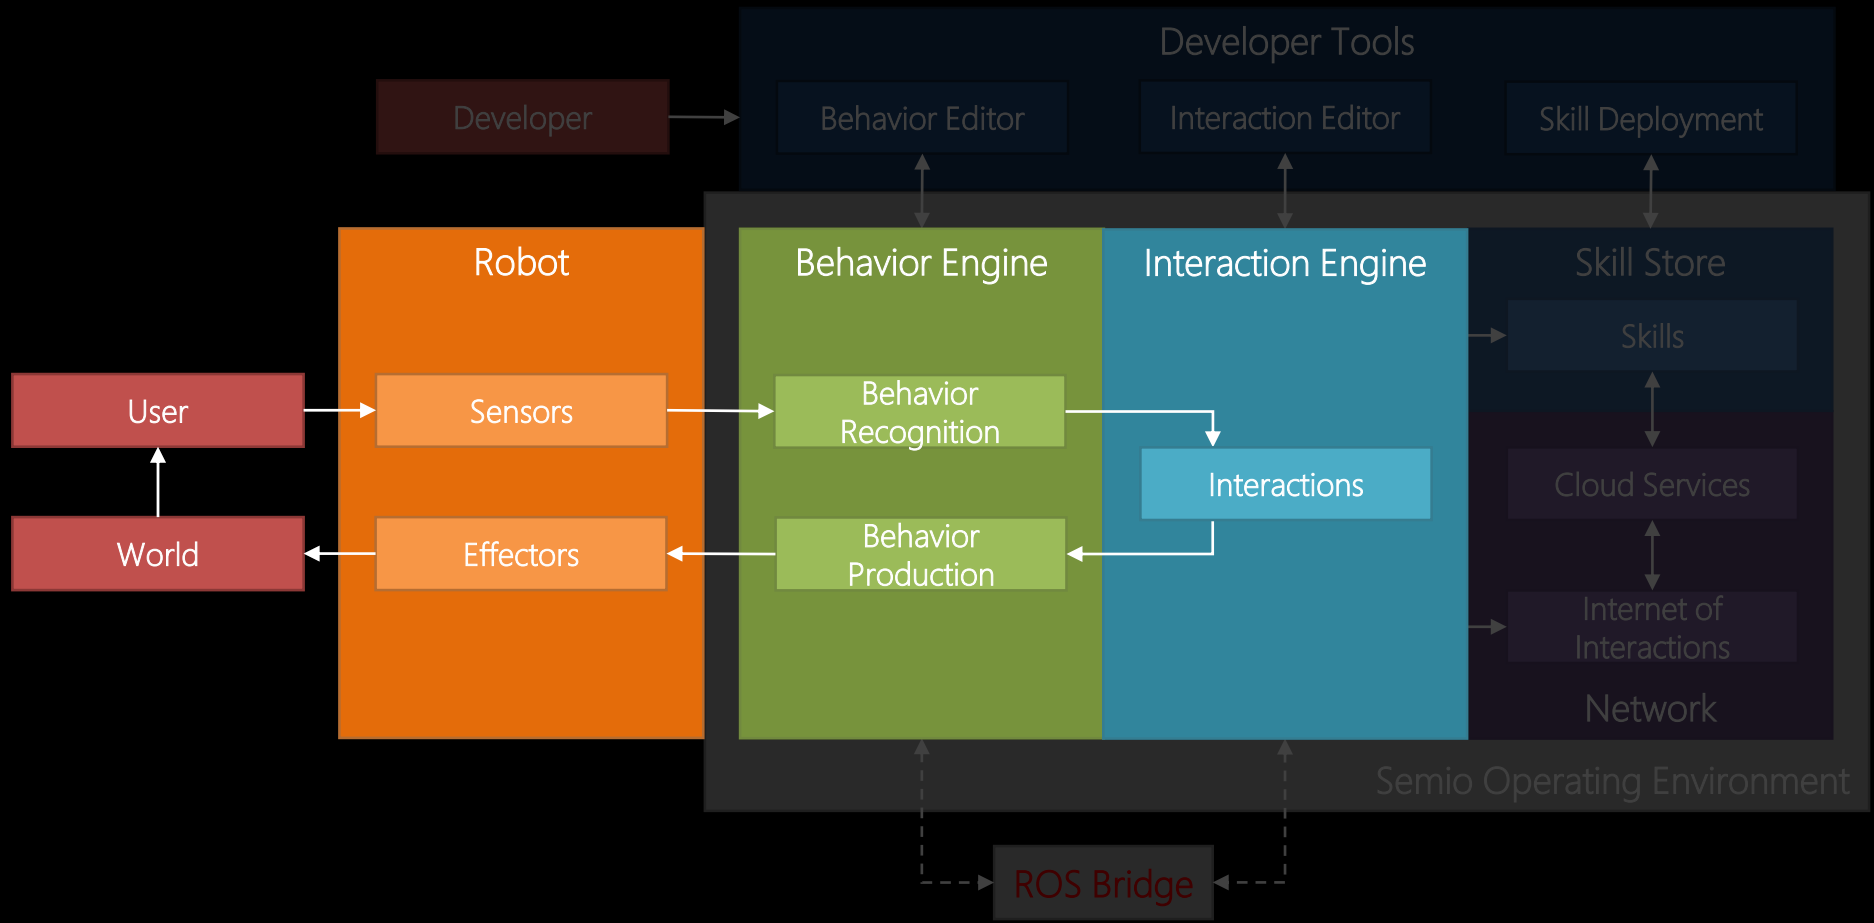 Developer Tools
Developer
Behavior Editor
Interaction Editor
Skill Deployment
Robot
Behavior Engine
Interaction Engine
Skill Store
Skills
User
Sensors
Behavior
Recognition
Interactions
Cloud Services
World
Effectors
Behavior
Production
Internet of
Interactions
Network
Semio Operating Environment
ROS Bridge